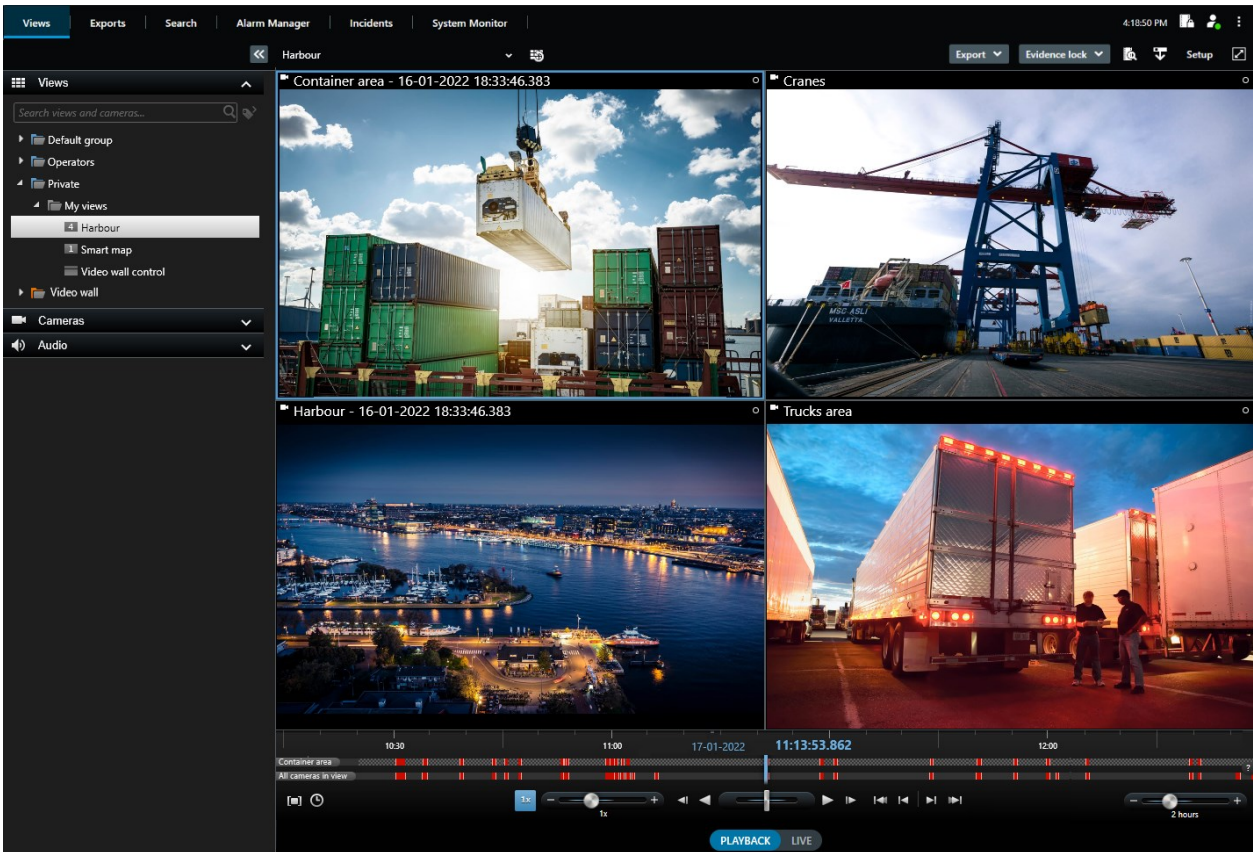 Views Exports Search Alarm Manager Incidents System Monitor 4:18:50 PM
Harbour Export Evidence lock Setup
Views
Search views and cameras...
Default group
Operators
Private
My views
4 Harbour
1 Smart map
Video wall control
Video wall
Cameras
Audio
Container area - 16-01-2022 18:33:46.383
Cranes
MSC ASLI
VALLETTA
Harbour - 16-01-2022 18:33:46.383
Trucks area
10:30 11:00 17-01-2022 11:13:53.862 12:00
Container area
All cameras in view
?
1x - + - +
1x 2 hours
PLAYBACK LIVE